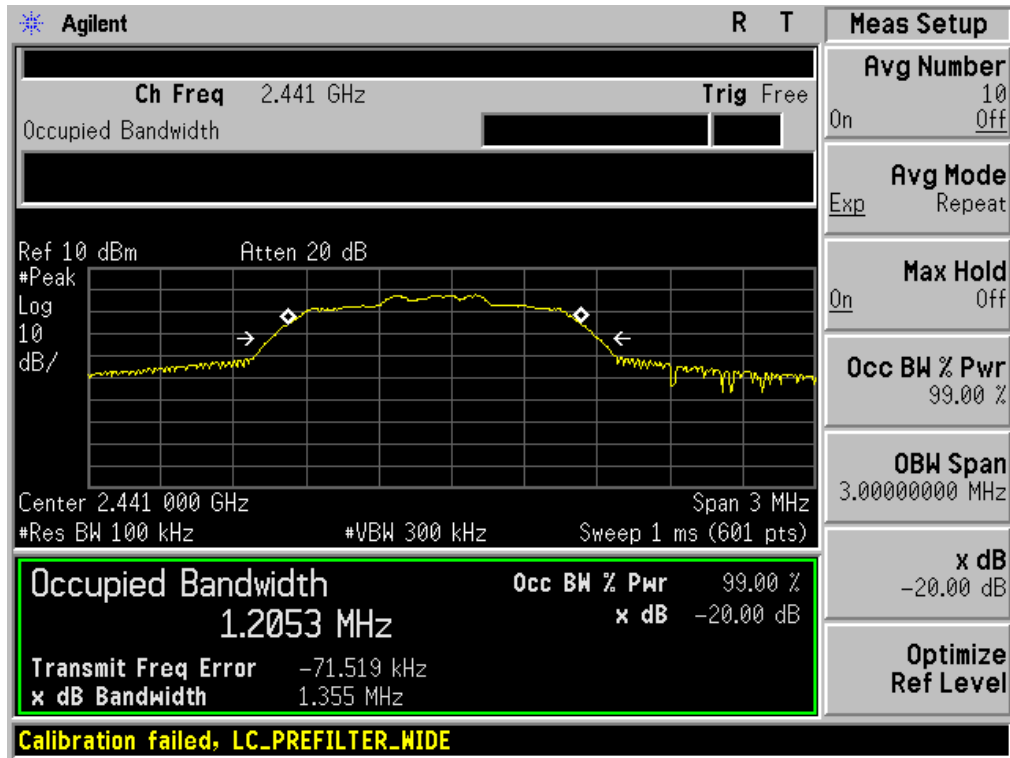 Agilent R T
Ch Freq 2.441 GHz Trig Free
Occupied Bandwidth
Ref 10 dBm Atten 20 dB
#Peak
Log
10
dB/
Center 2.441 000 GHz Span 3 MHz
#Res BW 100 kHz #VBW 300 kHz Sweep 1 ms (601 pts)
Occupied Bandwidth Occ BW % Pwr 99.00 %
1.2053 MHz x dB -20.00 dB
Transmit Freq Error -71.519 kHz
x dB Bandwidth 1.355 MHz
Calibration failed, LC_PREFILTER_WIDE
Meas Setup
Avg Number
10
On Off
Avg Mode
Exp Repeat
Max Hold
On Off
Occ BW % Pwr
99.00 %
OBW Span
3.00000000 MHz
x dB
-20.00 dB
Optimize
Ref Level